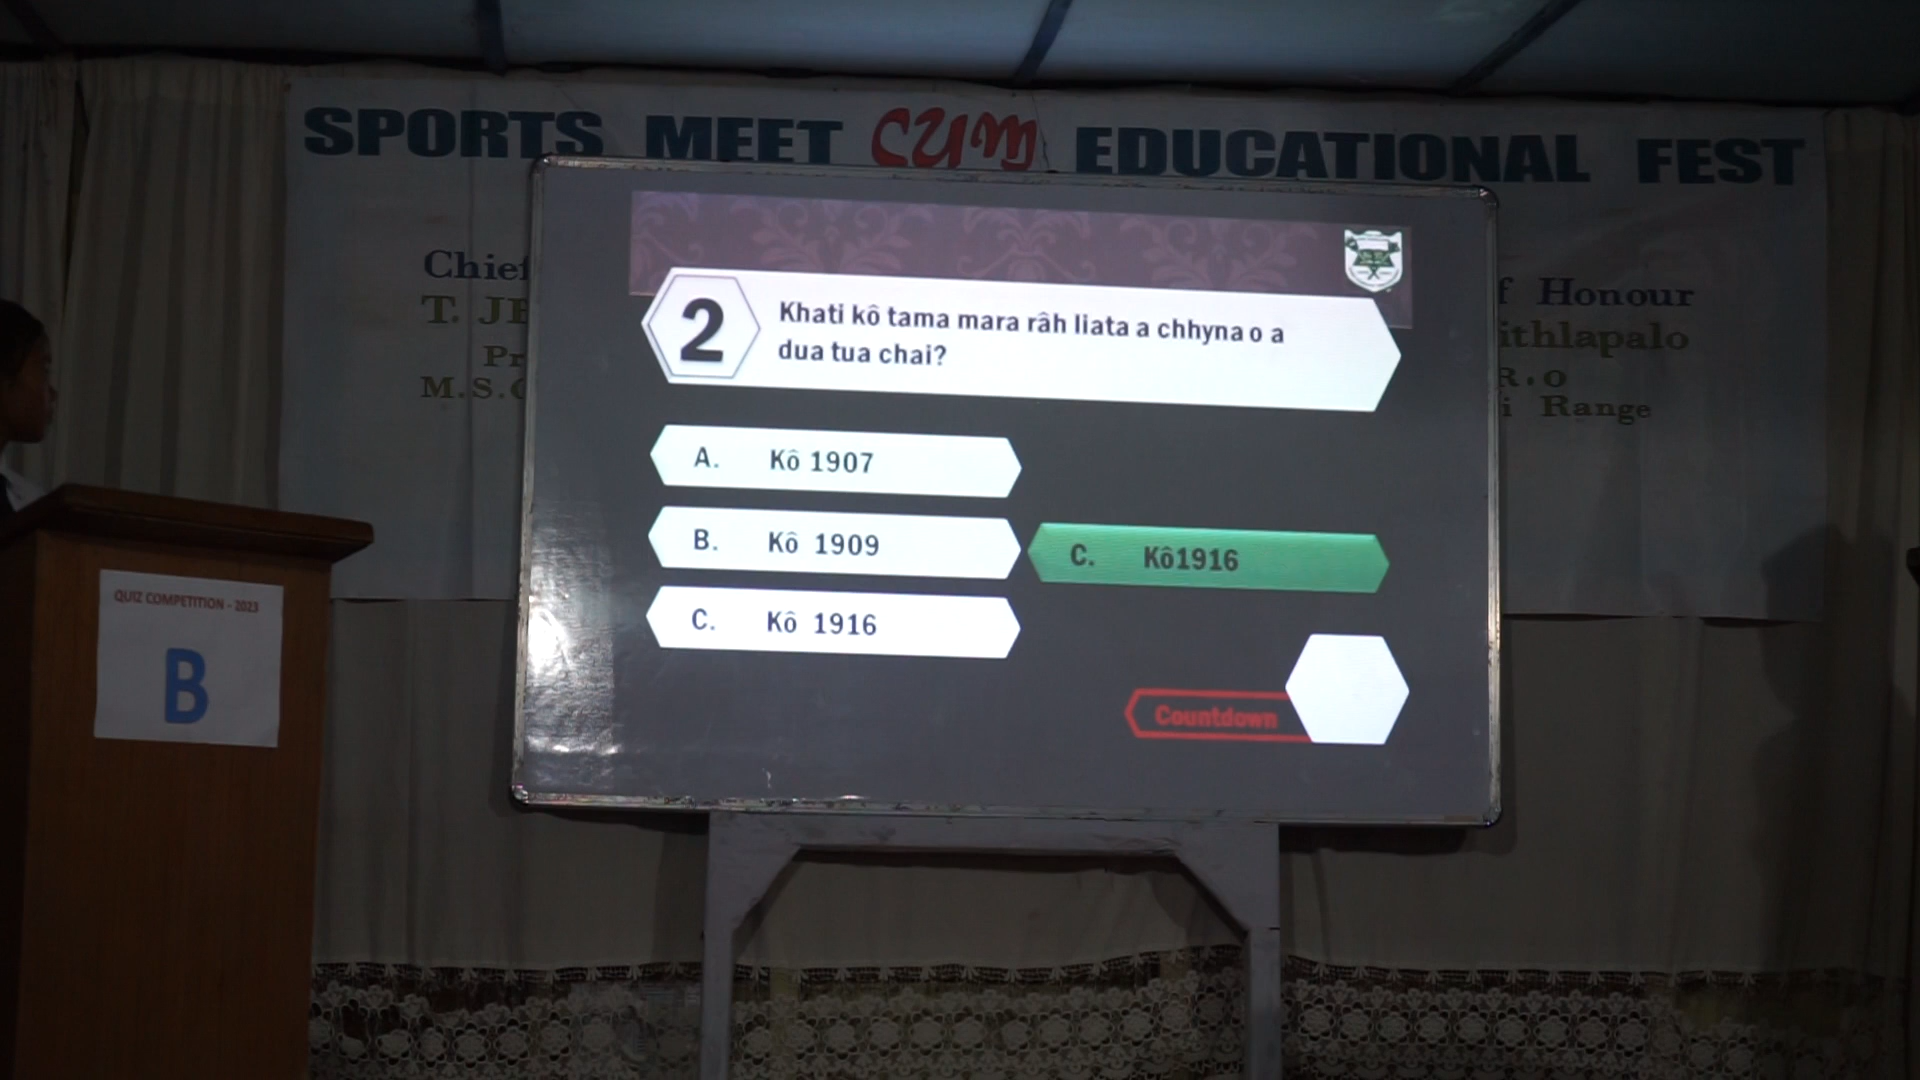 SPORTS MEET CUM EDUCATIONAL FEST
Chief
T. JE
Pr
M.S.
Honour
ithlapalo
R.O
i Range
2
Khati kô tama mara râh liata a chhyna o a
dua tua chai?
A. Kô 1907
B. Kô 1909
C. Kô1916
C. Kô 1916
Countdown
QUIZ COMPETITION - 2023
B